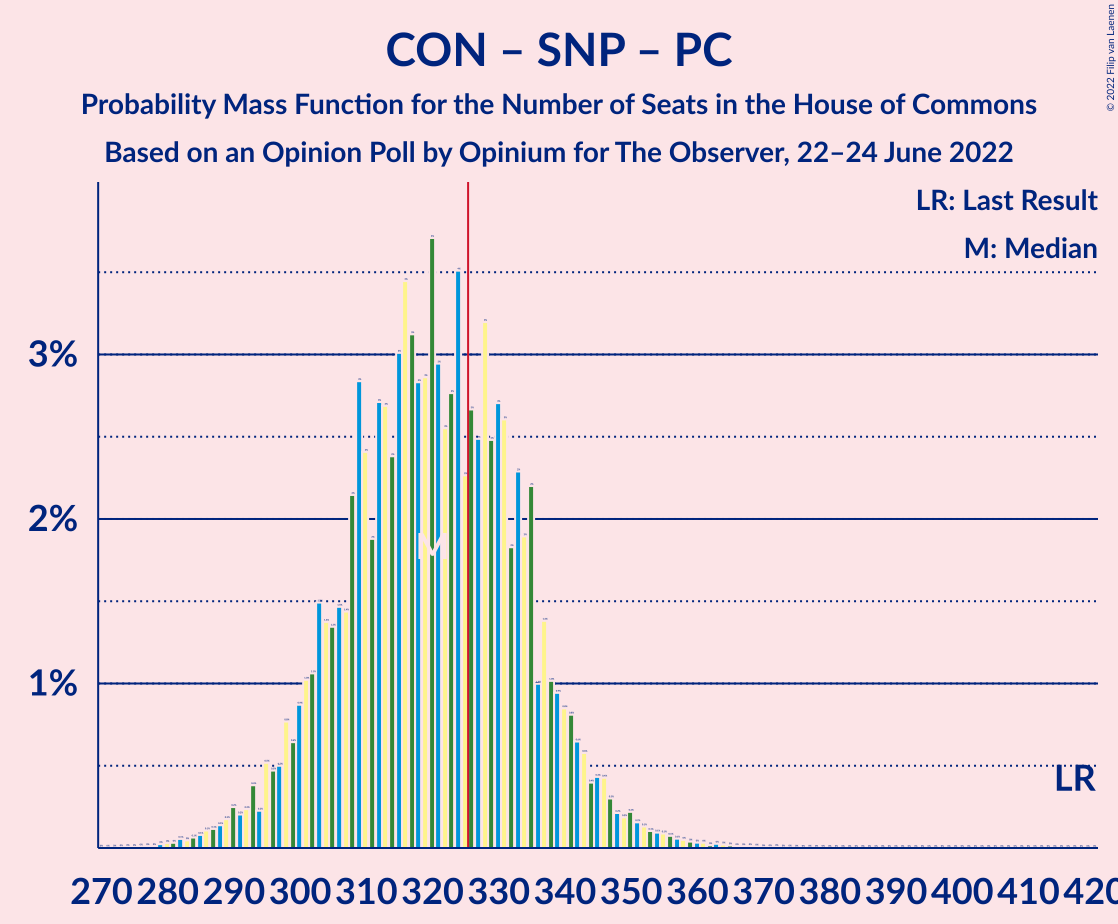 CON – SNP – PC
Probability Mass Function for the Number of Seats in the House of Commons
Based on an Opinion Poll by Opinium for The Observer, 22–24 June 2022
© 2022 Filip van Laenen
LR: Last Result
M: Median
3%
2%
1%
M
LR
270 280 290 300 310 320 330 340 350 360 370 380 390 400 410 420